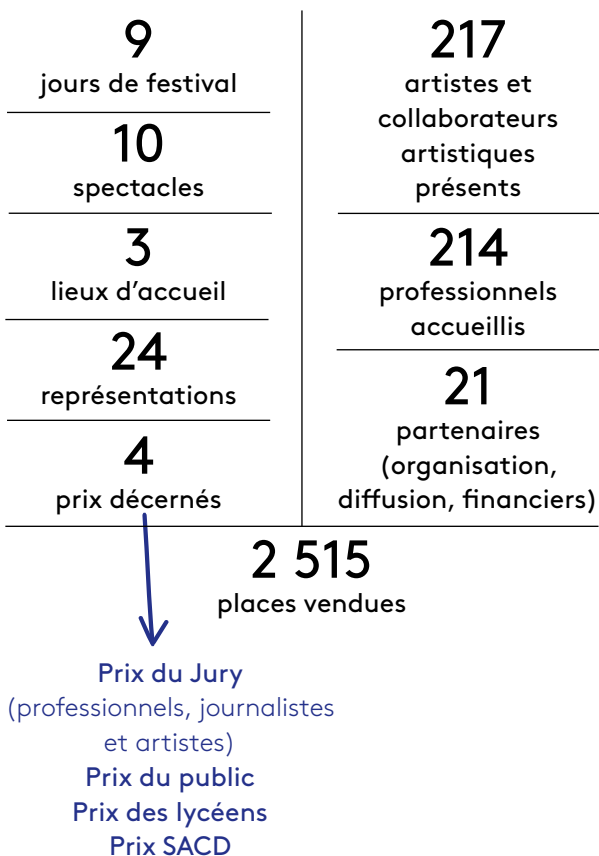 9
jours de festival
10
spectacles
3
lieux d’accueil
24
représentations
4
prix décernés
217
artistes et
collaborateurs
artistiques
présents
214
professionnels
accueillis
21
partenaires
(organisation,
diffusion, financiers)
2 515
places vendues
Prix du Jury
(professionnels, journalistes
et artistes)
Prix du public
Prix des lycéens
Prix SACD